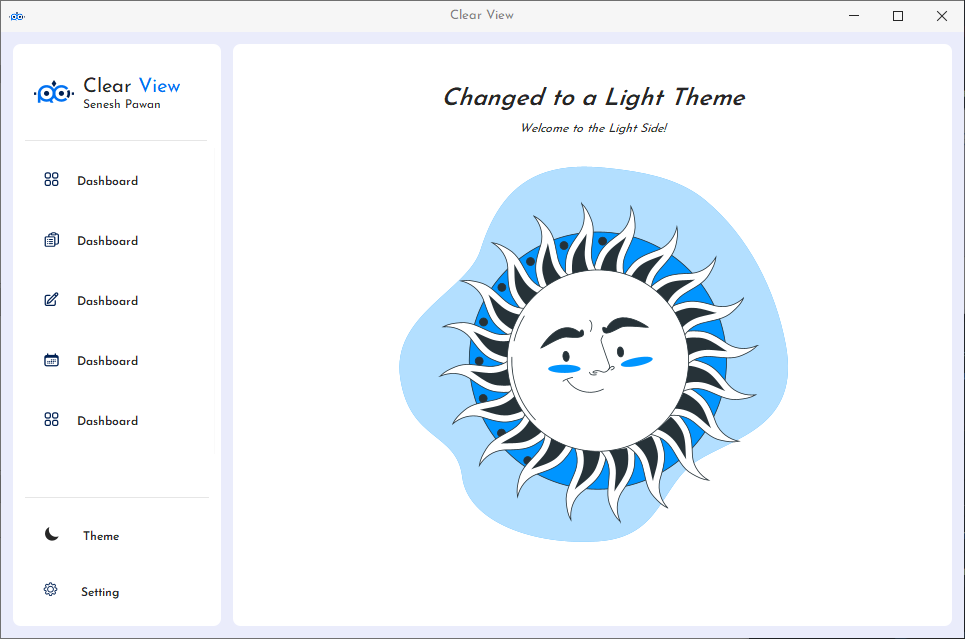 Clear View
Clear View
Senesh Pawan
Dashboard
Dashboard
Dashboard
Dashboard
Dashboard
Theme
Setting
Changed to a Light Theme
Welcome to the Light Side!